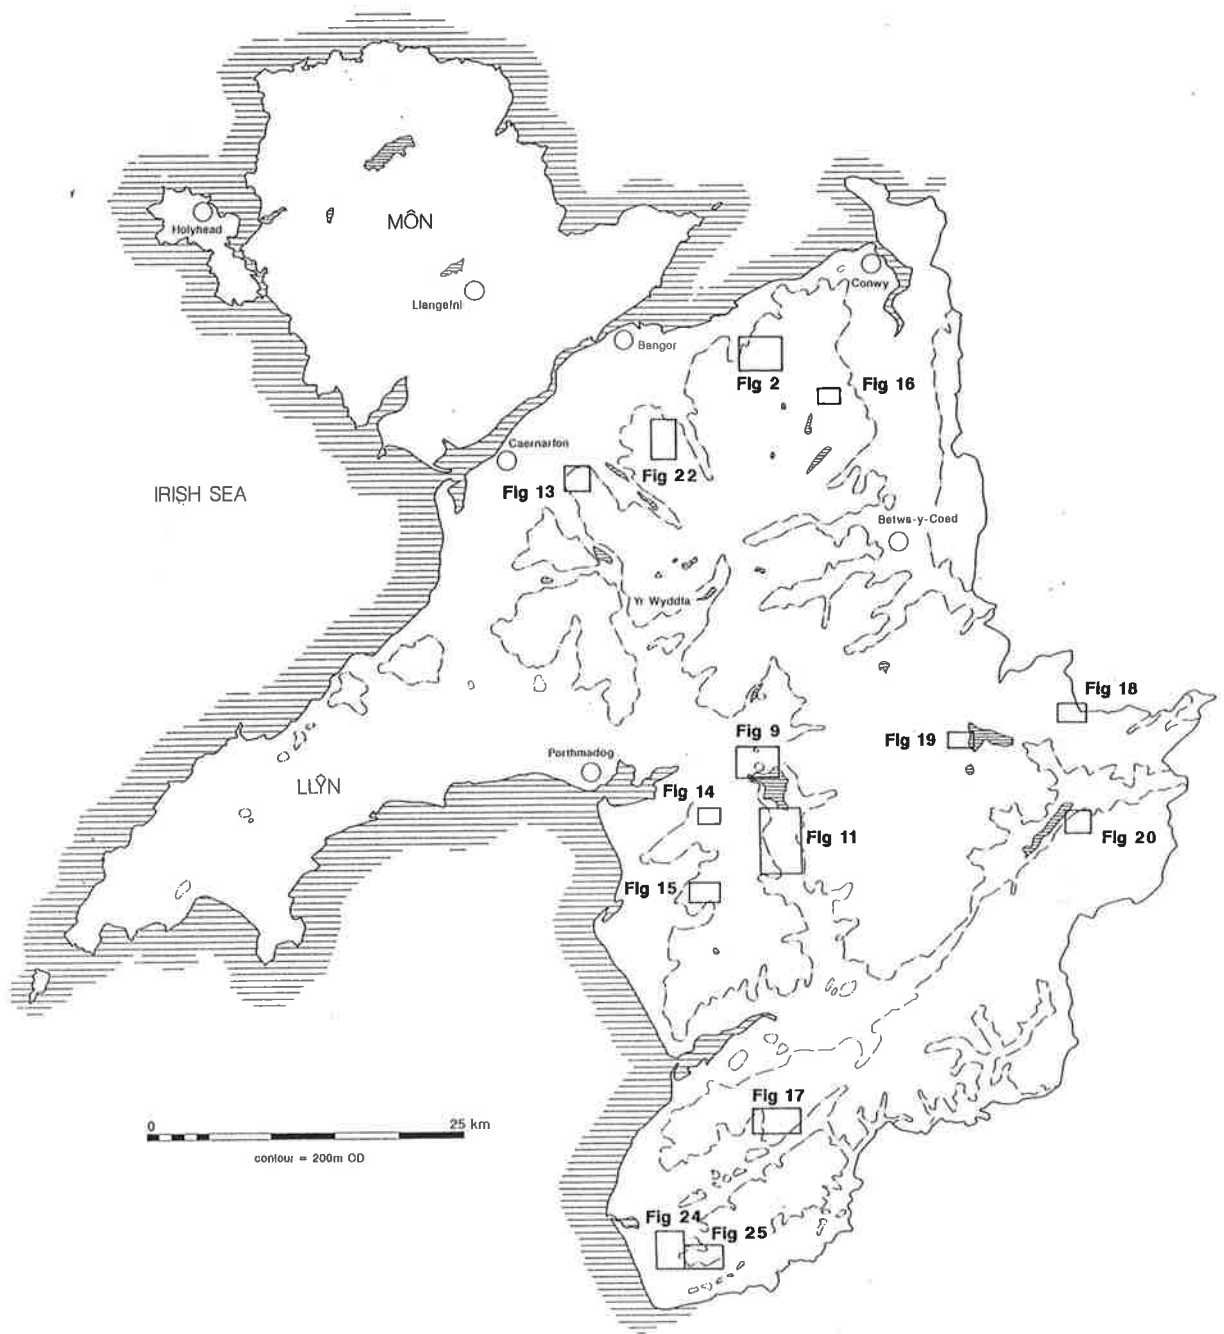 MÔN
Holyhead
Llangefni
Conwy
Bangor
Fig 2
Fig 16
Caernarfon
Fig 22
Fig 13
IRISH SEA
Betws-y-Coed
Yr Wyddfa
Fig 18
Fig 9
Fig 19
Porthmadog
LLŶN
Fig 14
Fig 11
Fig 20
Fig 15
Fig 17
0 25 km
contour = 200m OD
Fig 24
Fig 25